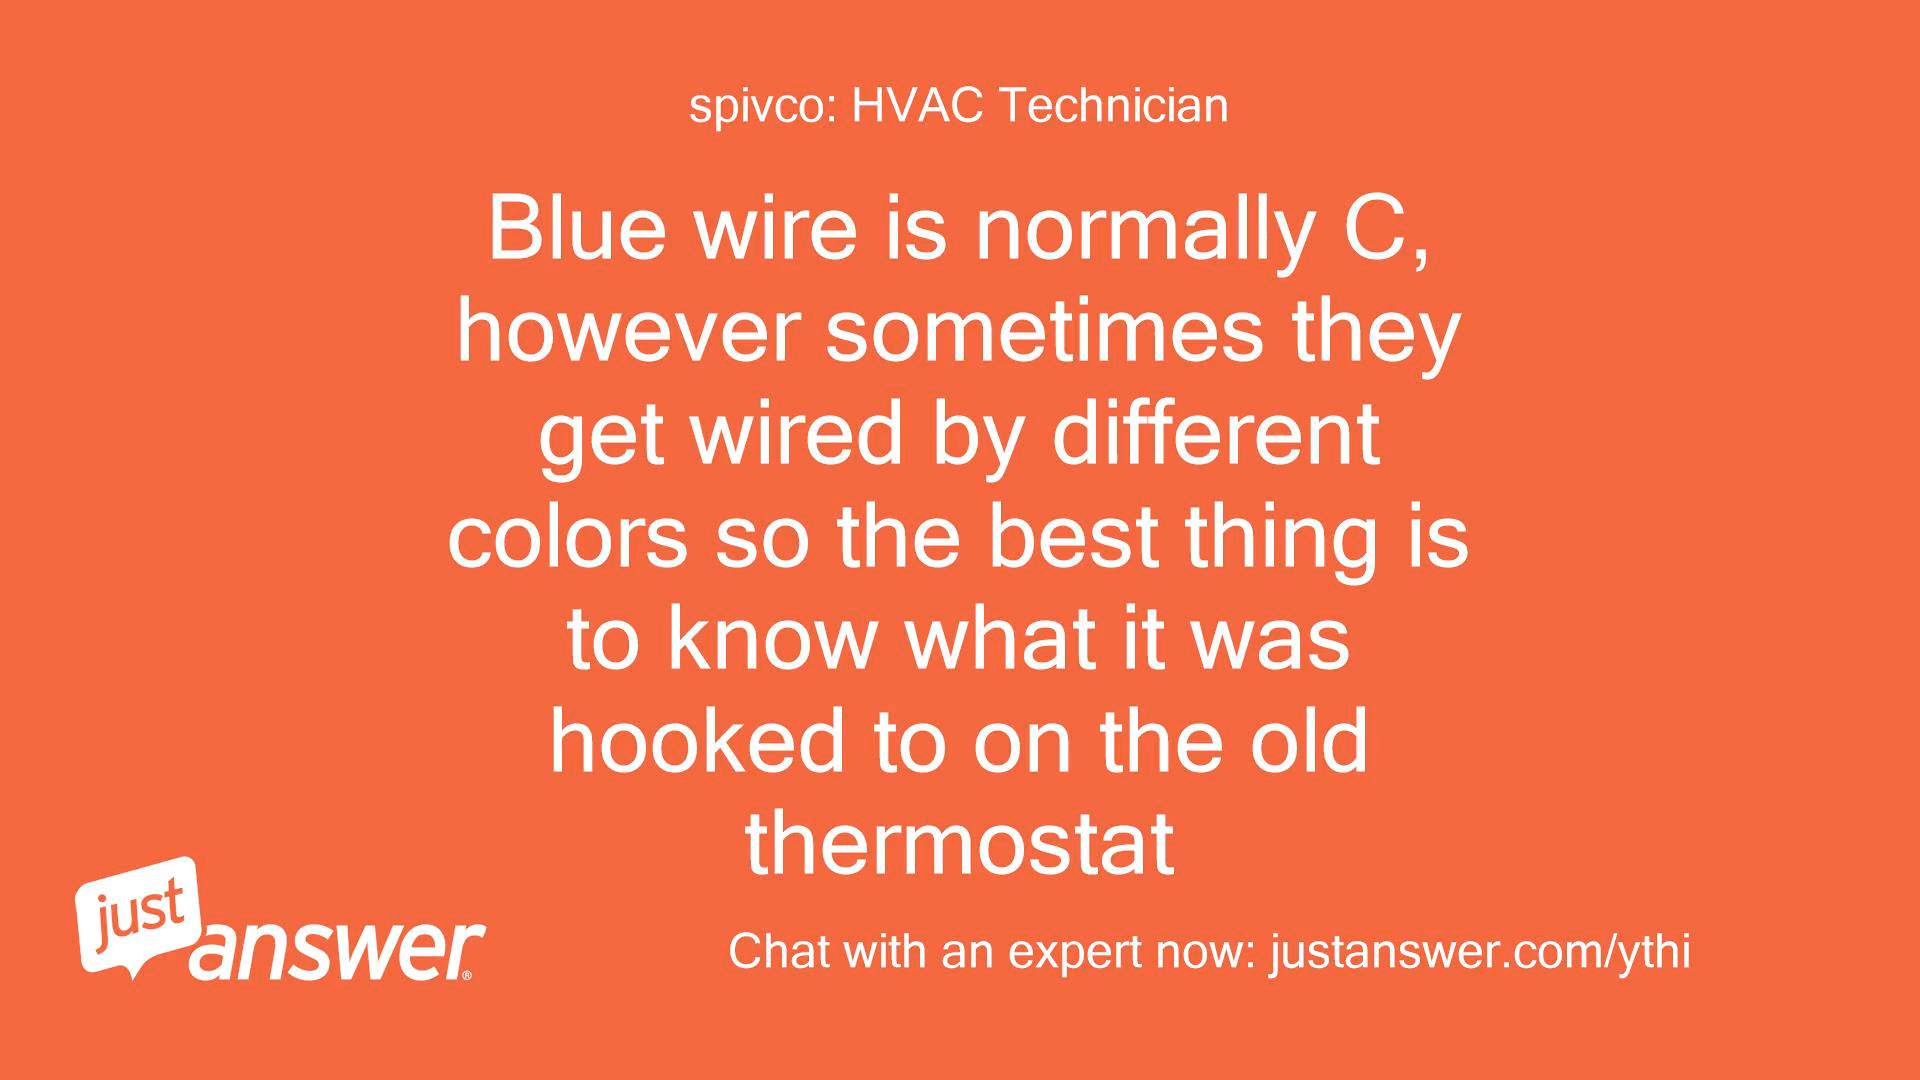 spivco: HVAC Technician
Blue wire is normally C,
however sometimes they
get wired by different
colors so the best thing is
to know what it was
hooked to on the old
thermostat
just
answer®
Chat with an expert now: justanswer.com/ythi